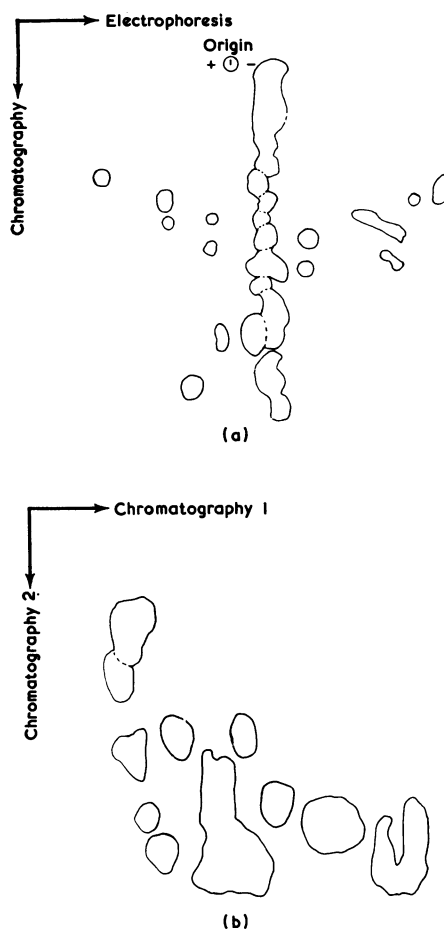 Electrophoresis
Origin
+ -
Chromatography
(a)
Chromatography 1
Chromatography 2
(b)